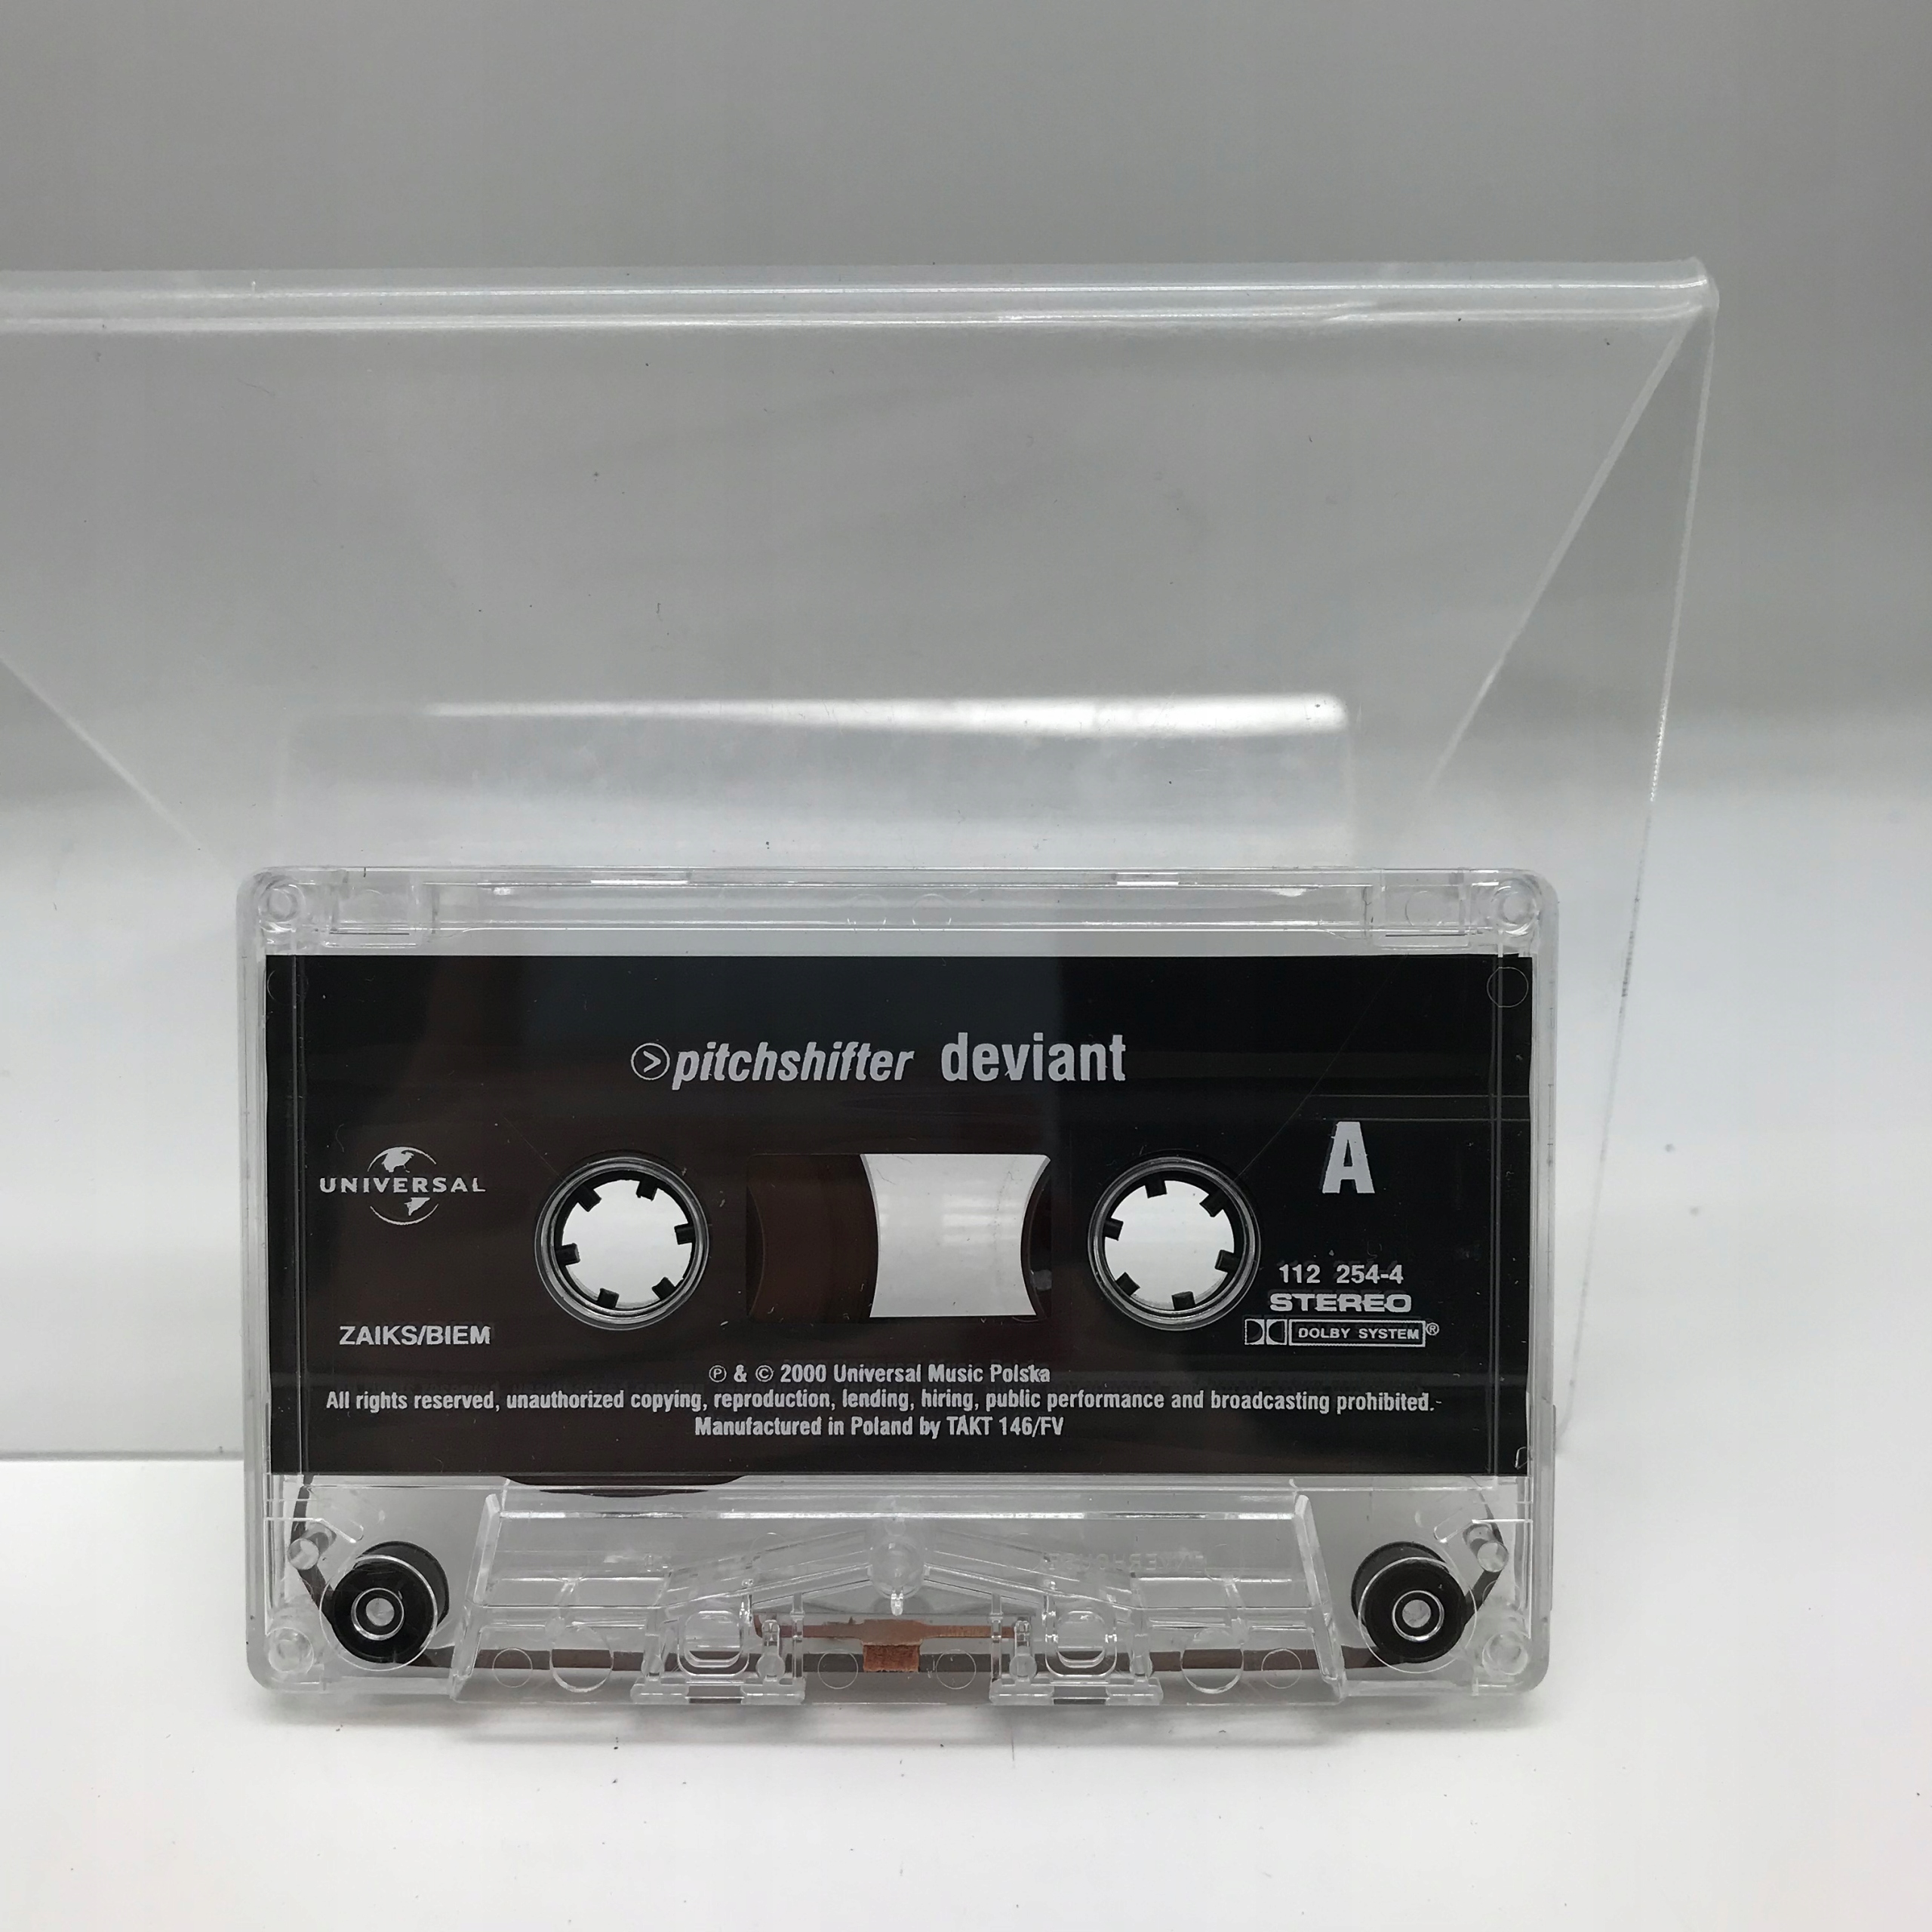 pitchshifter deviant
A
UNIVERSAL
112 254-4
STEREO
ZAIKS/BIEM
DOLBY SYSTEM®
℗ & © 2000 Universal Music Polska
All rights reserved, unauthorized copying, reproduction, lending, hiring, public performance and broadcasting prohibited.
Manufactured in Poland by TAKT 146/FV